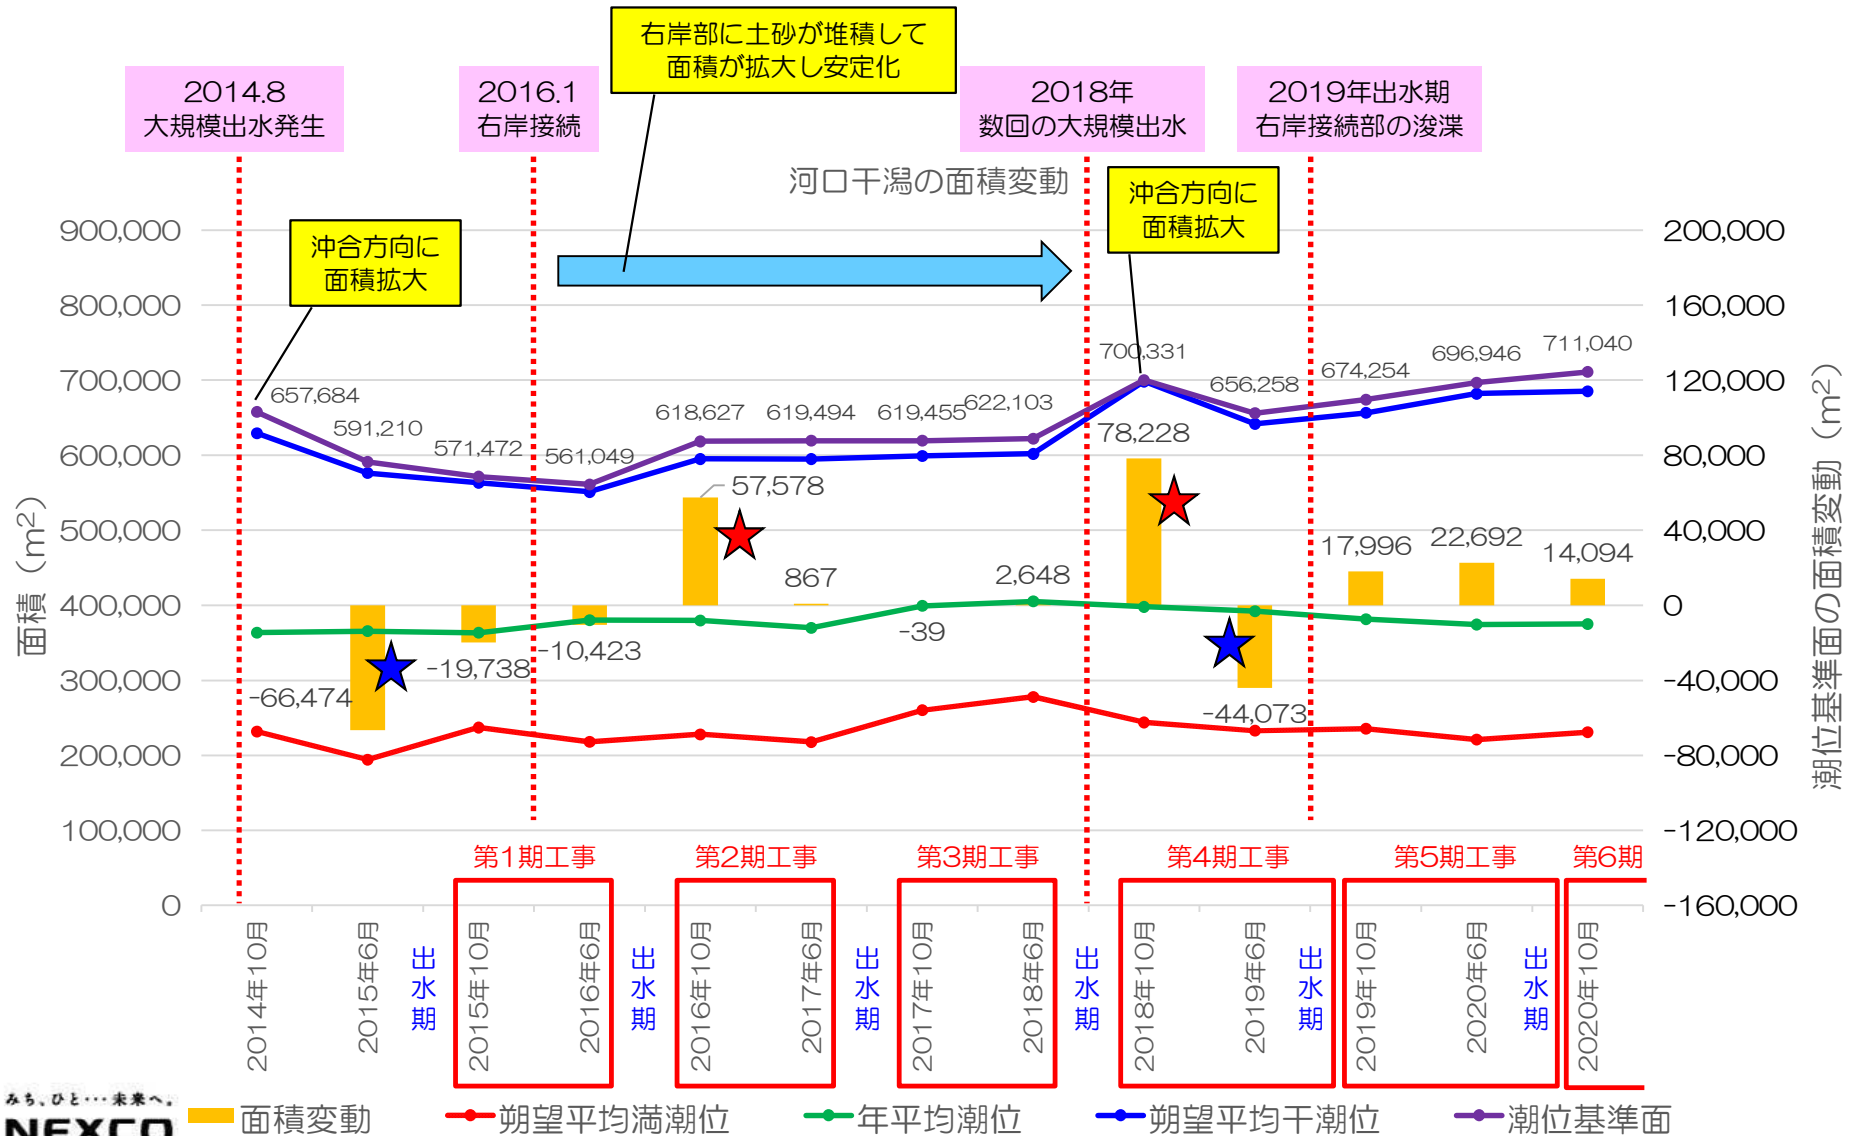 右岸部に土砂が堆積して
面積が拡大し安定化
2014.8
大規模出水発生
2016.1
右岸接続
2018年
数回の大規模出水
2019年出水期
右岸接続部の浚渫
河口干潟の面積変動
沖合方向に
面積拡大
沖合方向に
面積拡大
900,000
800,000
700,000
600,000
500,000
400,000
300,000
200,000
100,000
0
面積（m2）
200,000
160,000
120,000
80,000
40,000
0
-40,000
-80,000
-120,000
-160,000
潮位基準面の面積変動（m2）
657,684
591,210
571,472
561,049
618,627
619,494
619,455
622,103
700,331
656,258
674,254
696,946
711,040
-66,474
-19,738
-10,423
57,578
867
-39
2,648
78,228
-44,073
17,996
22,692
14,094
第1期工事
第2期工事
第3期工事
第4期工事
第5期工事
第6期
2014年10月
2015年6月
出水期
2015年10月
2016年6月
出水期
2016年10月
2017年6月
出水期
2017年10月
2018年6月
出水期
2018年10月
2019年6月
出水期
2019年10月
2020年6月
出水期
2020年10月
みち、ひと…未来へ。
NEXCO
面積変動
朔望平均満潮位
年平均潮位
朔望平均干潮位
潮位基準面